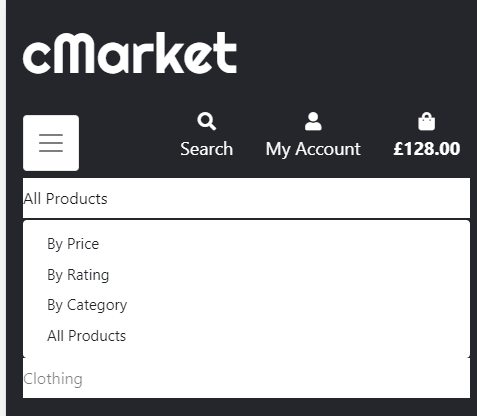 cMarket
Search My Account £128.00
All Products
By Price
By Rating
By Category
All Products
Clothing